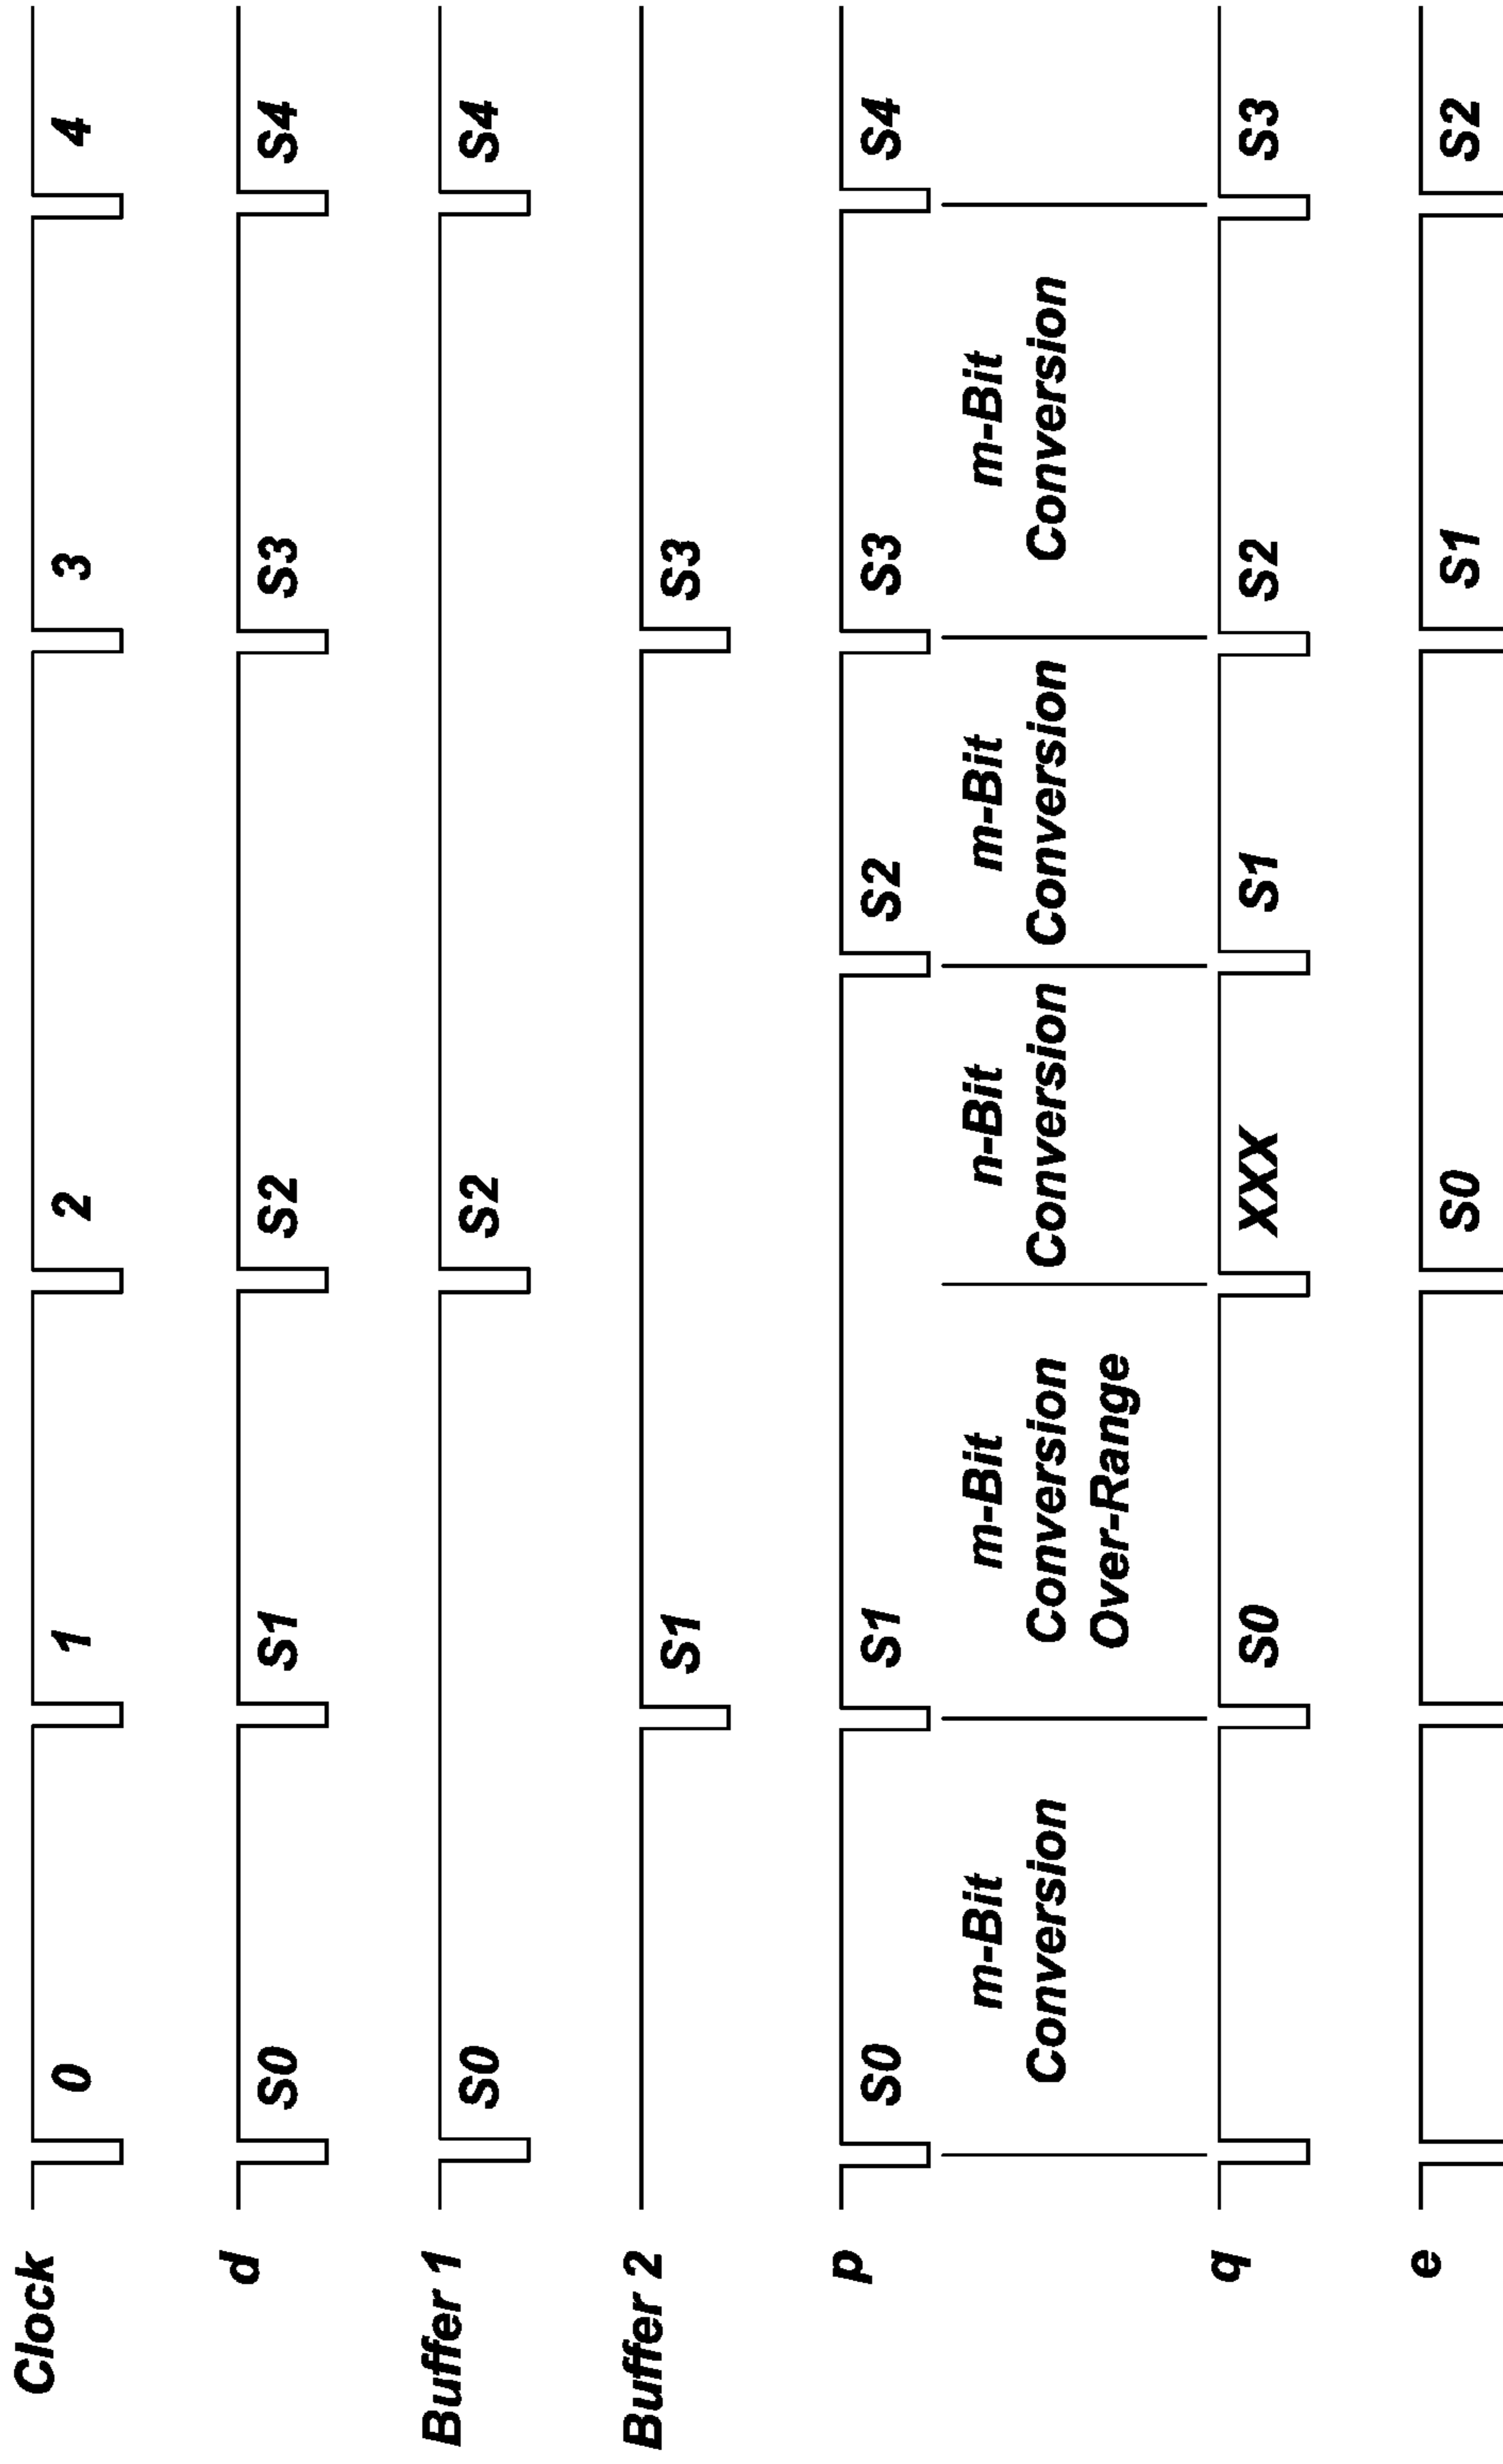 Clock 0 1 2 3 4
d S0 S1 S2 S3 S4
Buffer 1 S0 S2 S4
Buffer 2 S1 S3
p S0 S1 S2 S3 S4
m-Bit m-Bit n-Bit m-Bit m-Bit
Conversion Conversion Conversion Conversion Conversion
Over-Range
q S0 XXX S1 S2 S3
e S0 S1 S2